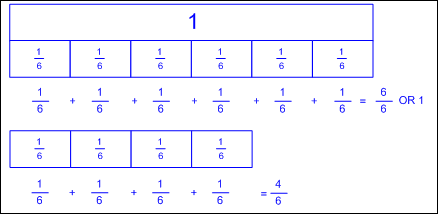 1
1/6 1/6 1/6 1/6 1/6 1/6
1/6 + 1/6 + 1/6 + 1/6 + 1/6 + 1/6 = 6/6 OR 1
1/6 1/6 1/6 1/6
1/6 + 1/6 + 1/6 + 1/6 = 4/6